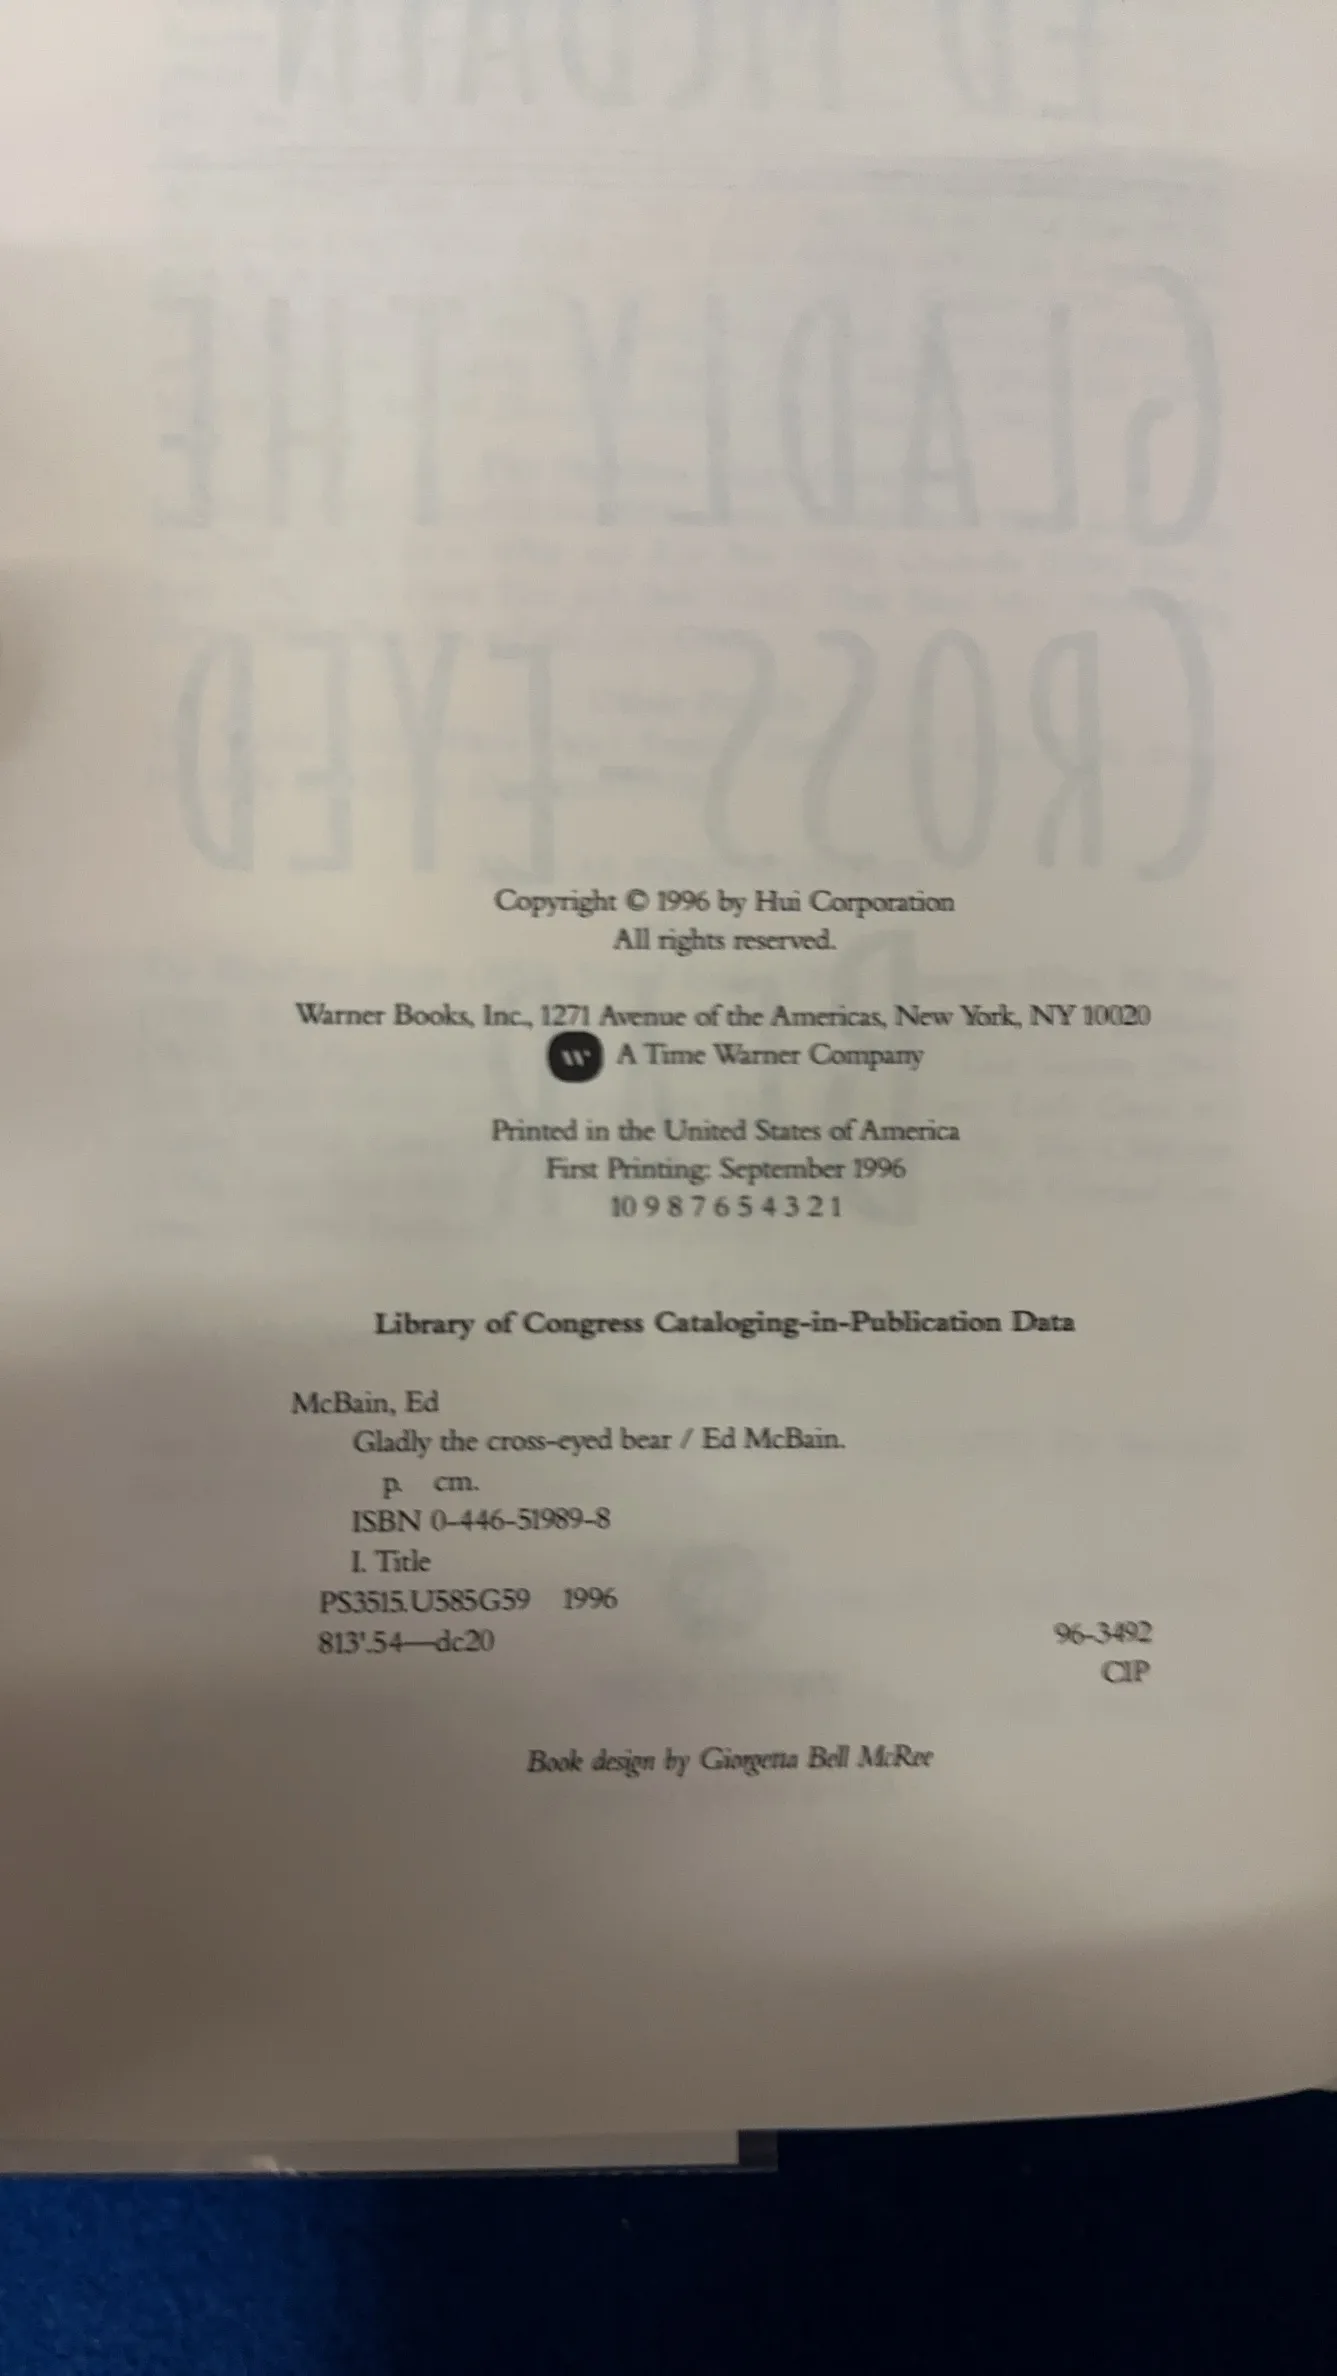 Copyright © 1996 by Hui Corporation
All rights reserved.
Warner Books, Inc., 1271 Avenue of the Americas, New York, NY 10020
W A Time Warner Company
Printed in the United States of America
First Printing: September 1996
10 9 8 7 6 5 4 3 2 1
Library of Congress Cataloging-in-Publication Data
McBain, Ed
Gladly the cross-eyed bear / Ed McBain.
p. cm.
ISBN 0-446-51989-8
I. Title
PS3515.U585G59 1996
813'.54—dc20
96-3492
CIP
Book design by Giorgetta Bell McRee